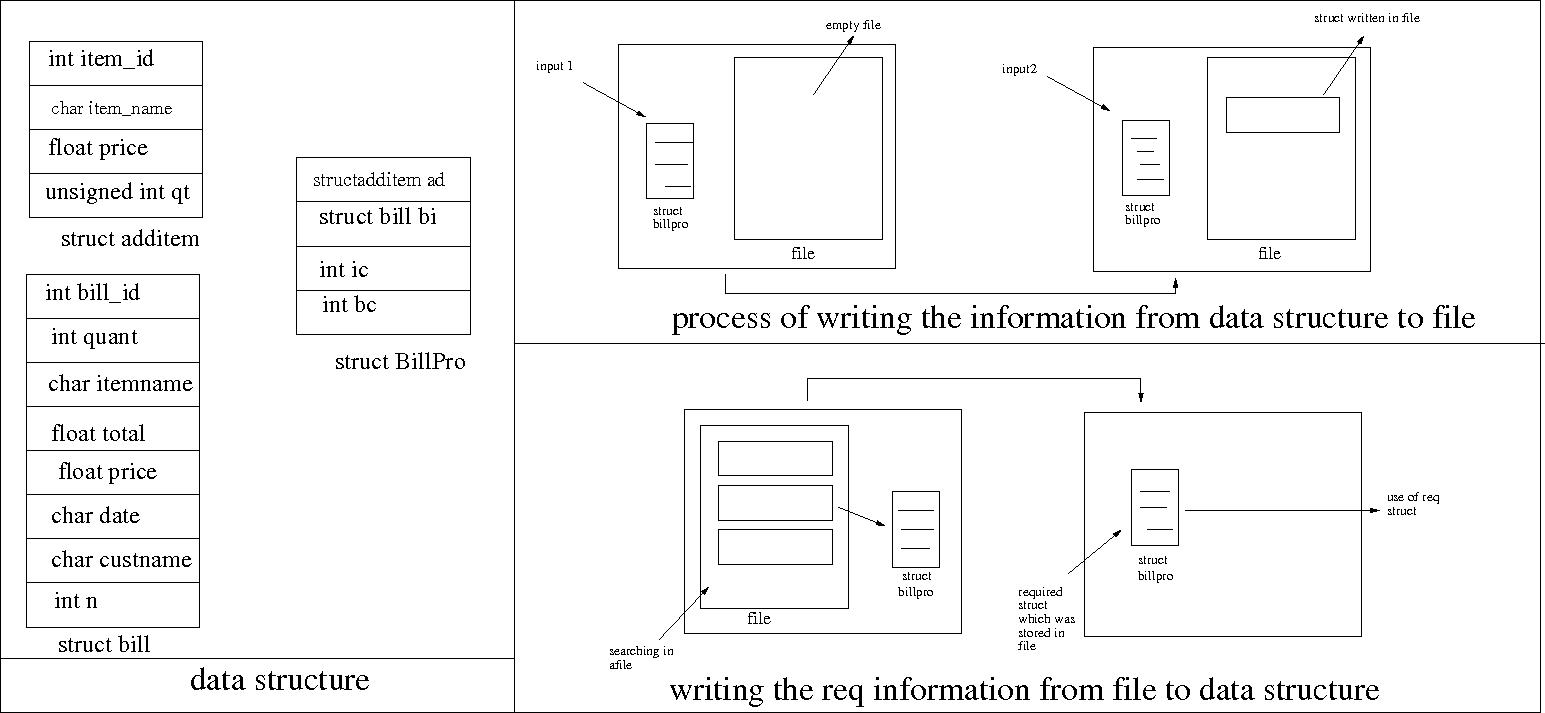 int item_id
char item_name
float price
unsigned int qt
struct additem
int bill_id
int quant
char itemname
float total
float price
char date
char custname
int n
struct bill
structadditem ad
struct bill bi
int ic
int bc
struct BillPro
data structure
input 1
empty file
struct
billpro
file
input2
struct written in file
struct
billpro
file
process of writing the information from data structure to file
searching in
afile
file
struct
billpro
required
struct
which was
stored in
file
struct
billpro
use of req
struct
writing the req information from file to data structure